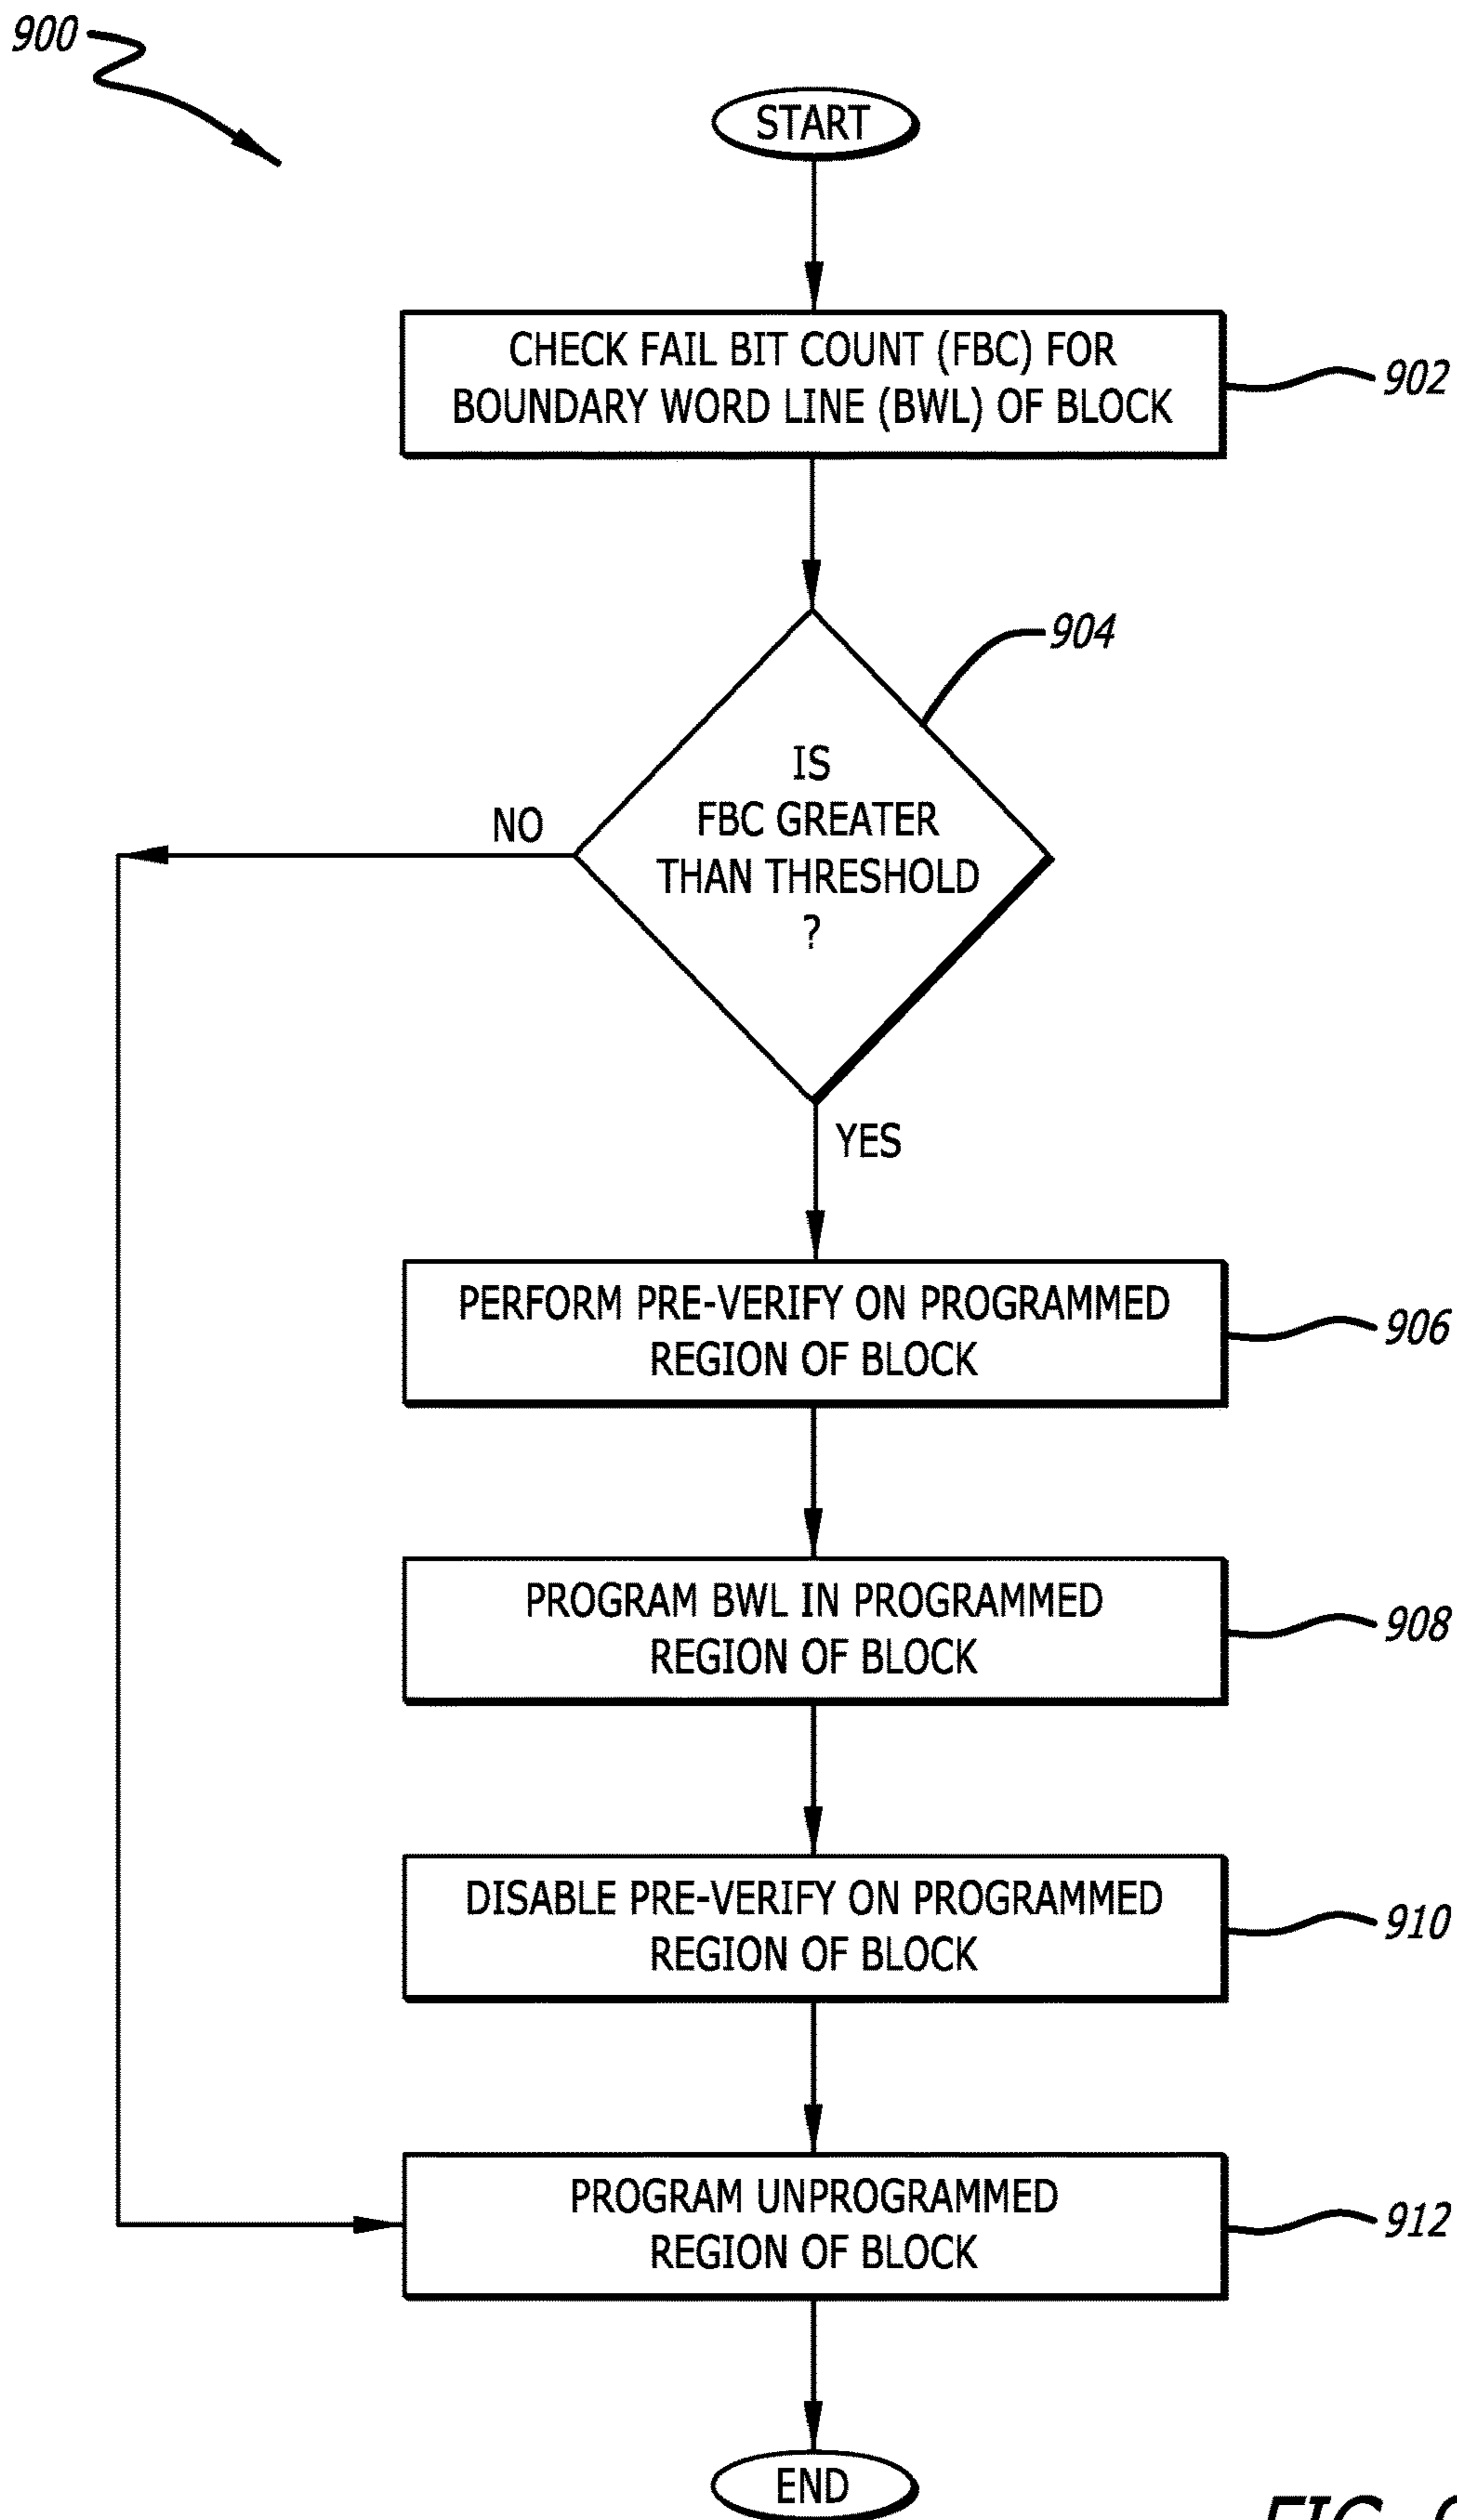 900
START
CHECK FAIL BIT COUNT (FBC) FOR
BOUNDARY WORD LINE (BWL) OF BLOCK
902
904
IS
FBC GREATER
THAN THRESHOLD
?
NO
YES
PERFORM PRE-VERIFY ON PROGRAMMED
REGION OF BLOCK
906
PROGRAM BWL IN PROGRAMMED
REGION OF BLOCK
908
DISABLE PRE-VERIFY ON PROGRAMMED
REGION OF BLOCK
910
PROGRAM UNPROGRAMMED
REGION OF BLOCK
912
END
FIG.